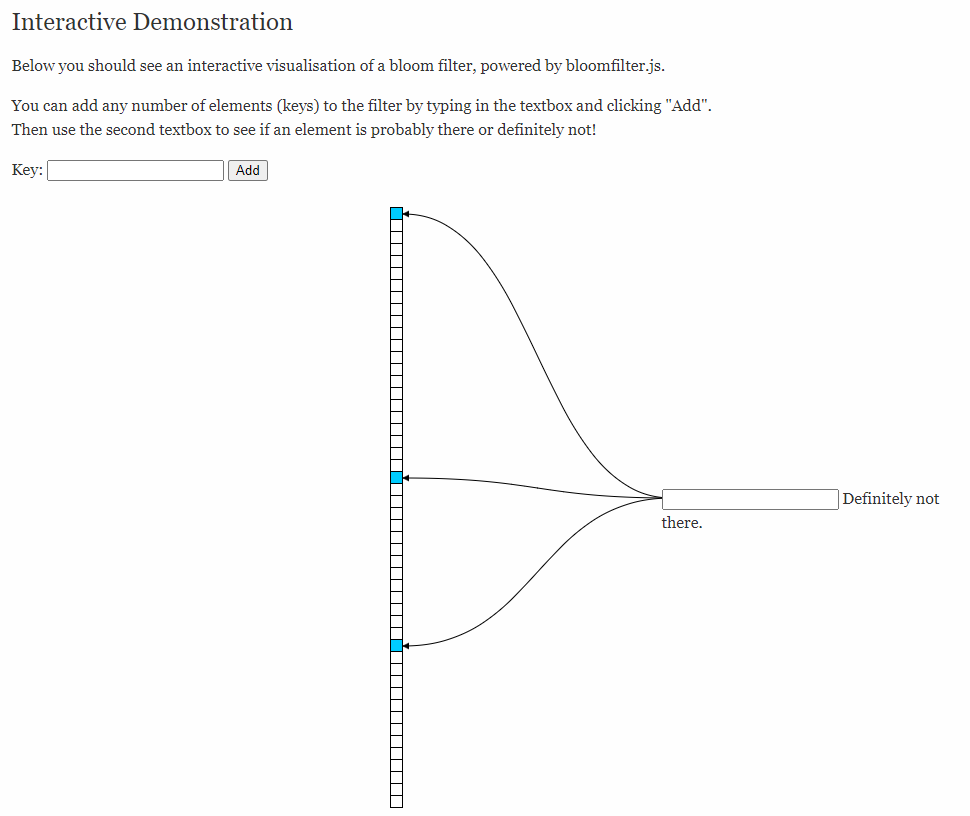 Interactive Demonstration
Below you should see an interactive visualisation of a bloom filter, powered by bloomfilter.js.
You can add any number of elements (keys) to the filter by typing in the textbox and clicking "Add".
Then use the second textbox to see if an element is probably there or definitely not!
Key: Add
Definitely not
there.